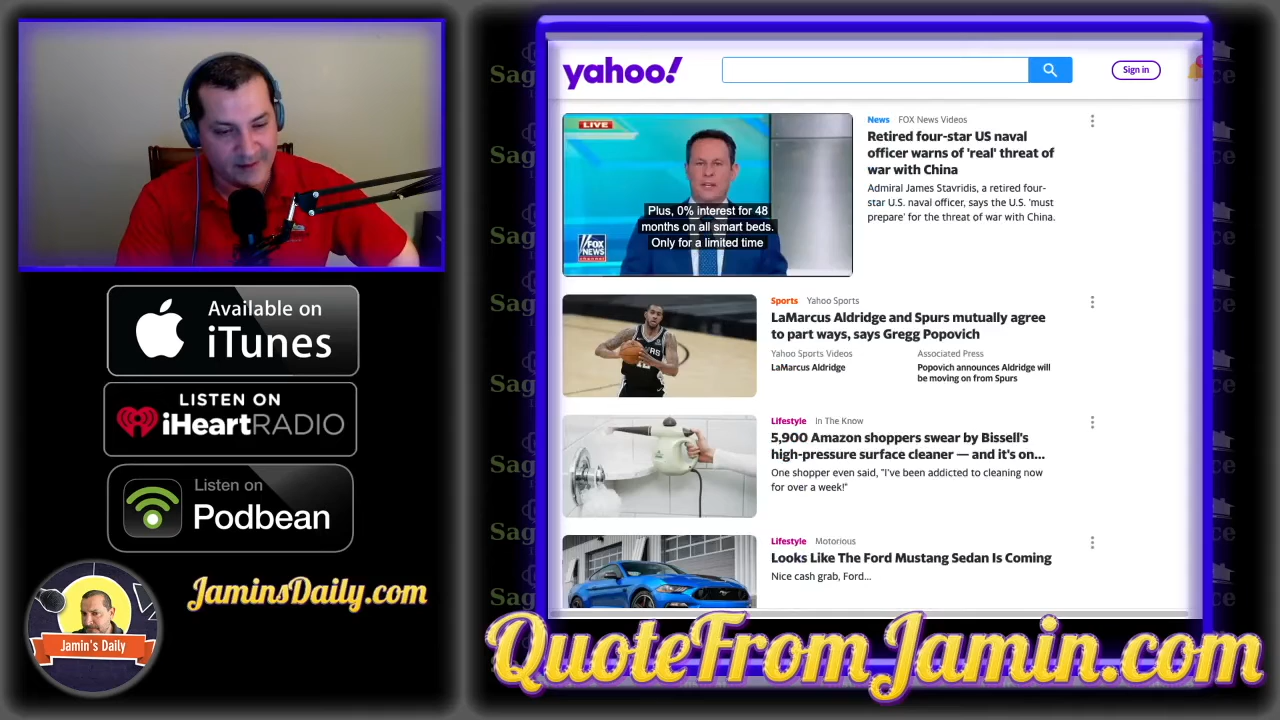 yahoo!
Sign in
LIVE
Plus, 0% interest for 48
months on all smart beds.
Only for a limited time
FOX
NEWS
channel
News FOX News Videos
Retired four-star US naval
officer warns of 'real' threat of
war with China
Admiral James Stavridis, a retired four-
star U.S. naval officer, says the U.S. 'must
prepare' for the threat of war with China.
Sports Yahoo Sports
LaMarcus Aldridge and Spurs mutually agree
to part ways, says Gregg Popovich
Yahoo Sports Videos
LaMarcus Aldridge
Associated Press
Popovich announces Aldridge will
be moving on from Spurs
Lifestyle In The Know
5,900 Amazon shoppers swear by Bissell's
high-pressure surface cleaner — and it's on...
One shopper even said, "I've been addicted to cleaning now
for over a week!"
Lifestyle Motorious
Looks Like The Ford Mustang Sedan Is Coming
Nice cash grab, Ford...
Available on
iTunes
LISTEN ON
iHeartRADIO
Listen on
Podbean
Jamin's Daily
JaminsDaily.com
QuoteFromJamin.com